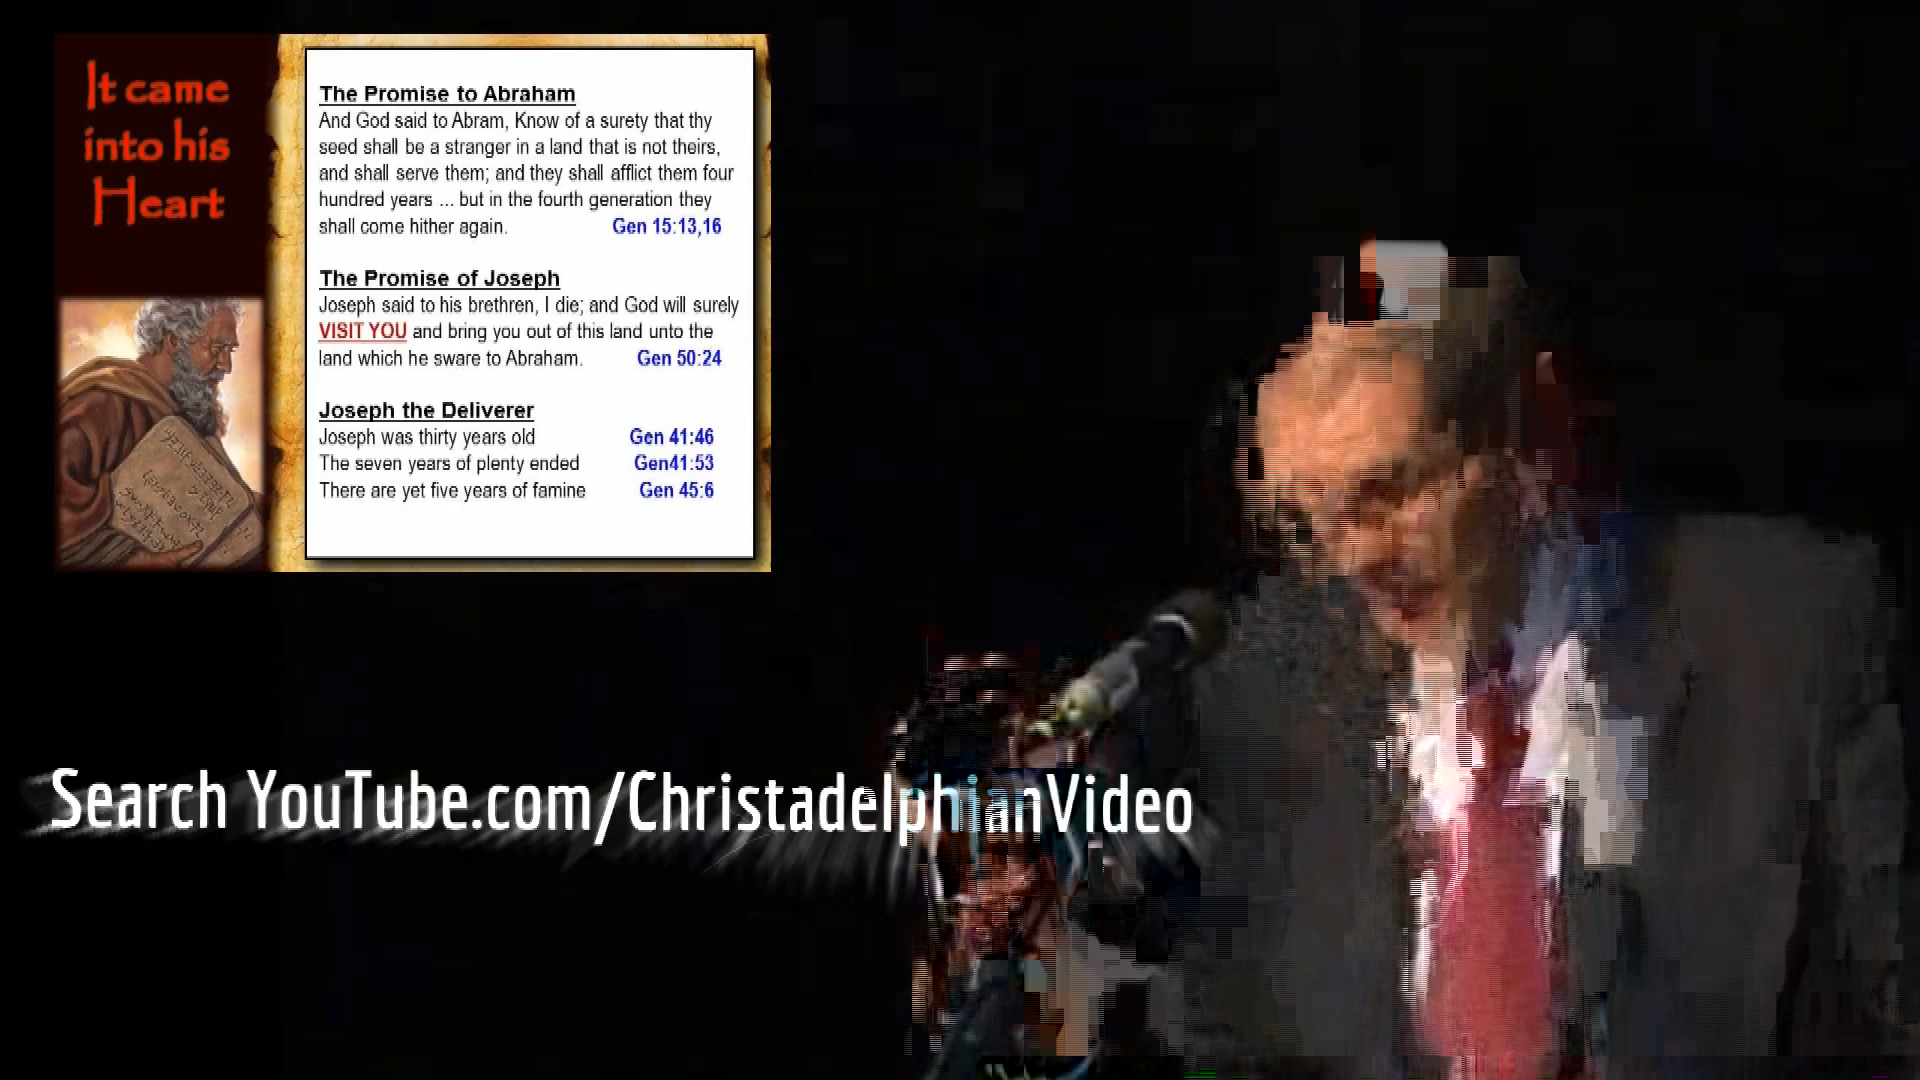 It came
into his
Heart
The Promise to Abraham
And God said to Abram, Know of a surety that thy
seed shall be a stranger in a land that is not theirs,
and shall serve them; and they shall afflict them four
hundred years ... but in the fourth generation they
shall come hither again. Gen 15:13,16
The Promise of Joseph
Joseph said to his brethren, I die; and God will surely
VISIT YOU and bring you out of this land unto the
land which he sware to Abraham. Gen 50:24
Joseph the Deliverer
Joseph was thirty years old Gen 41:46
The seven years of plenty ended Gen41:53
There are yet five years of famine Gen 45:6
Search YouTube.com/ChristadelphianVideo